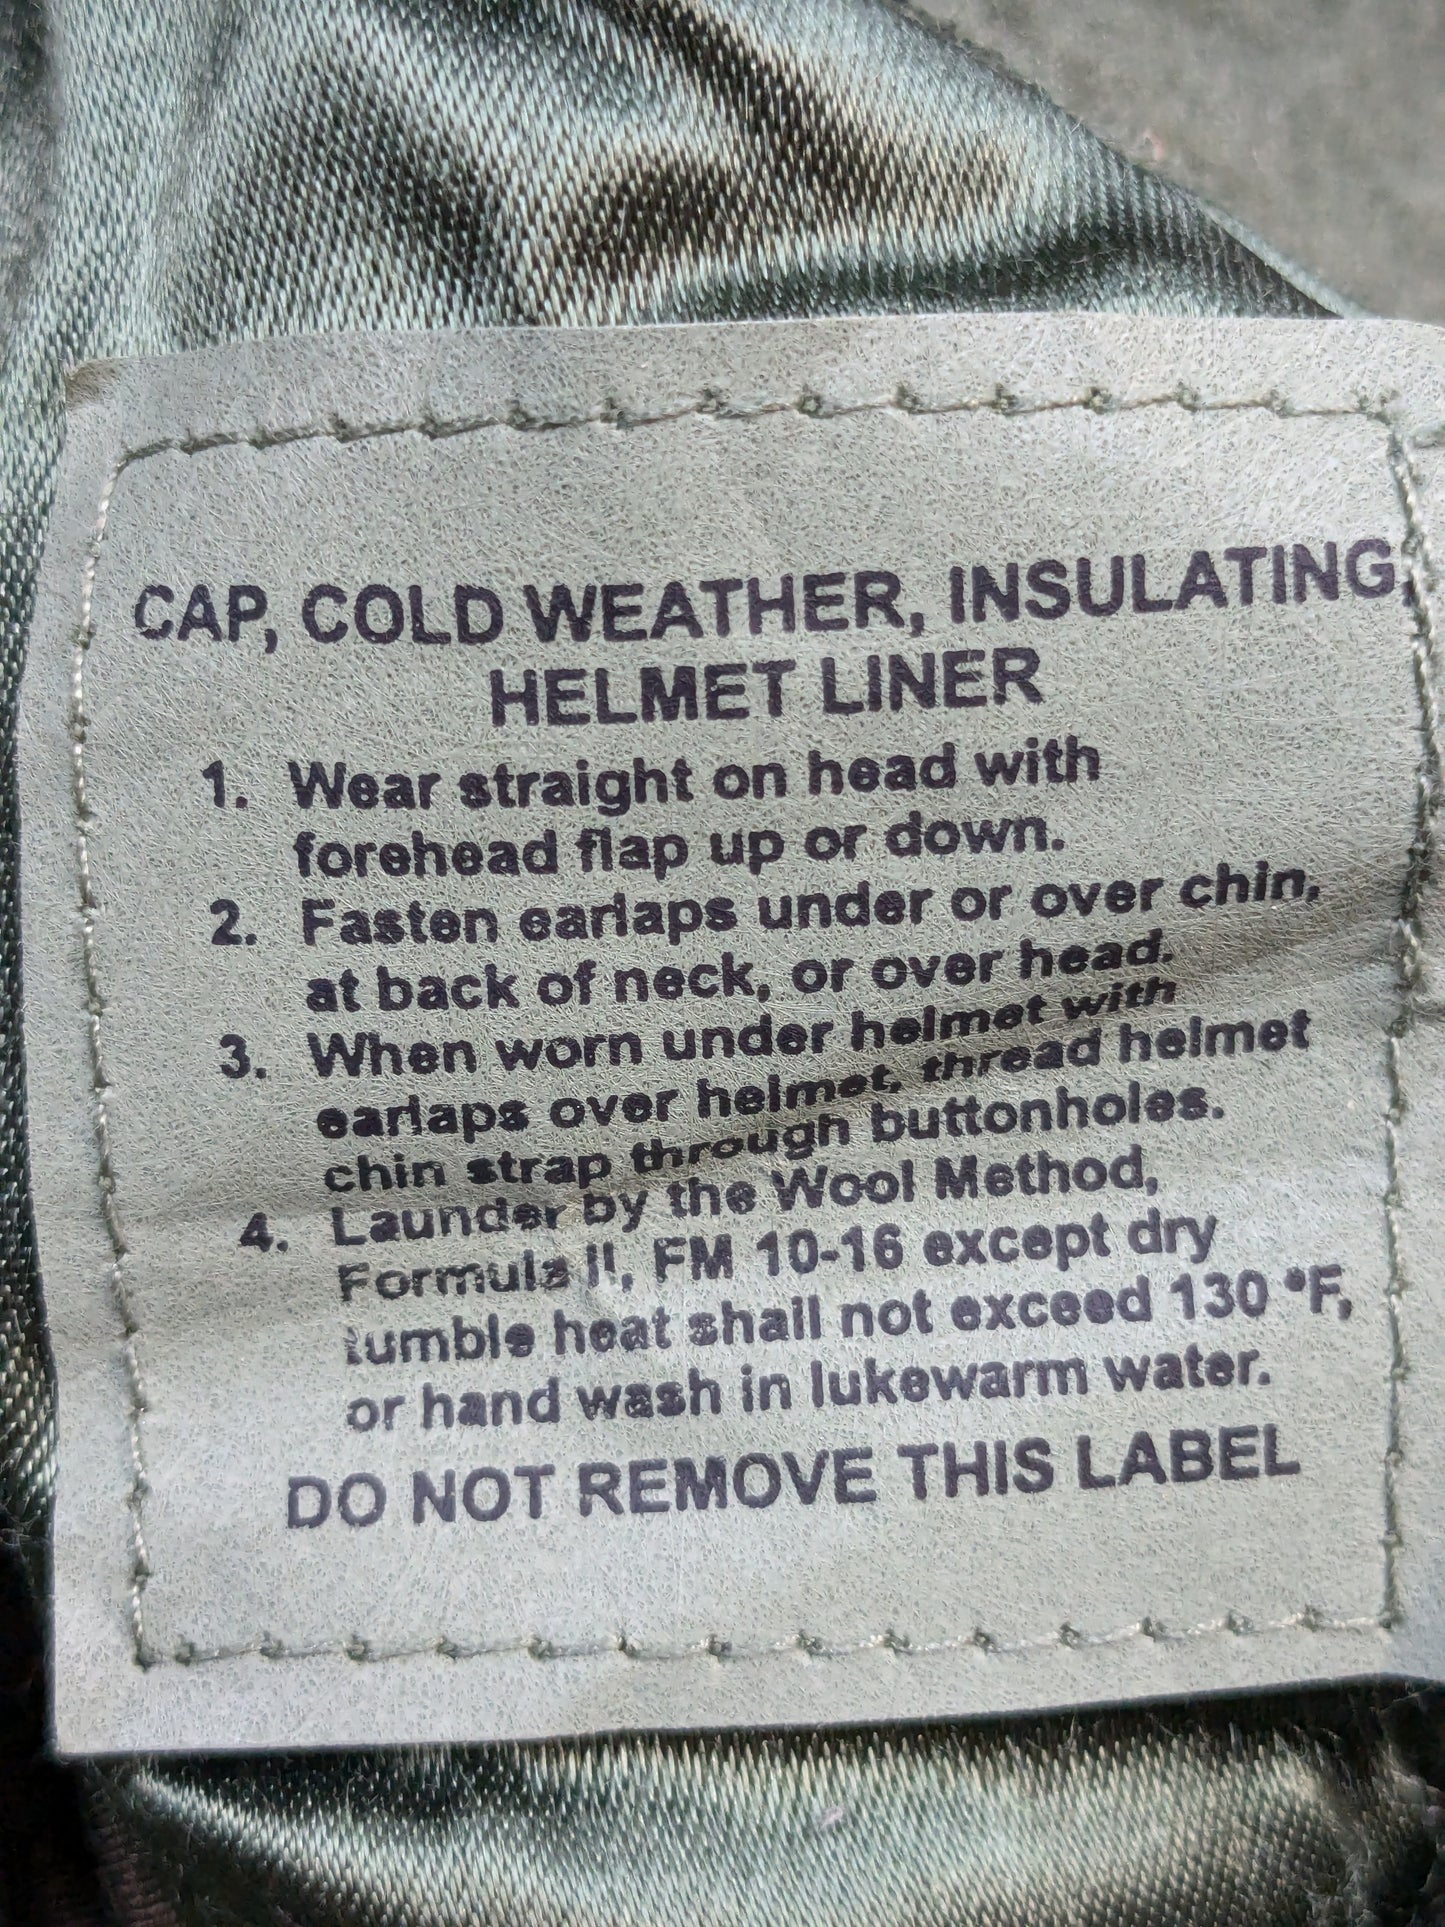 CAP, COLD WEATHER, INSULATING,
HELMET LINER
1. Wear straight on head with
forehead flap up or down.
2. Fasten earlaps under or over chin,
at back of neck, or over head.
3. When worn under helmet with
earlaps over helmet, thread helmet
chin strap through buttonholes.
4. Launder by the Wool Method,
Formula II, FM 10-16 except dry
tumble heat shall not exceed 130 °F,
or hand wash in lukewarm water.
DO NOT REMOVE THIS LABEL